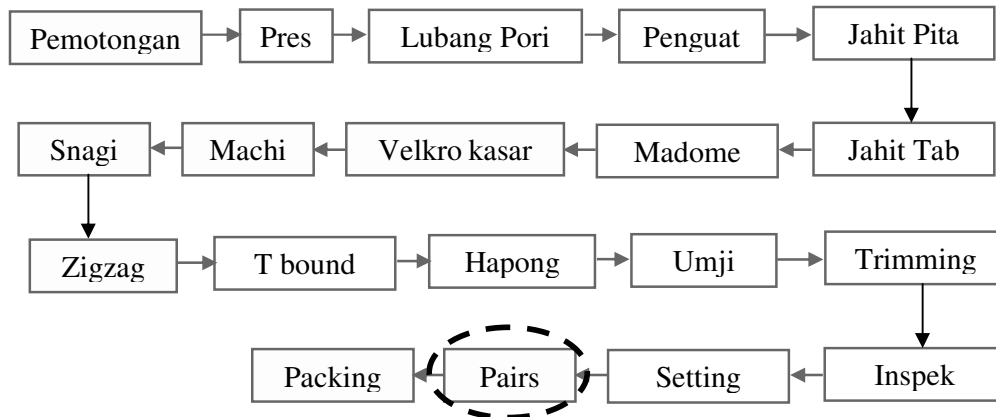 Pemotongan Pres Lubang Pori Penguat Jahit Pita
Snagi Machi Velkro kasar Madome Jahit Tab
Zigzag T bound Hapong Umji Trimming
Packing Pairs Setting Inspek